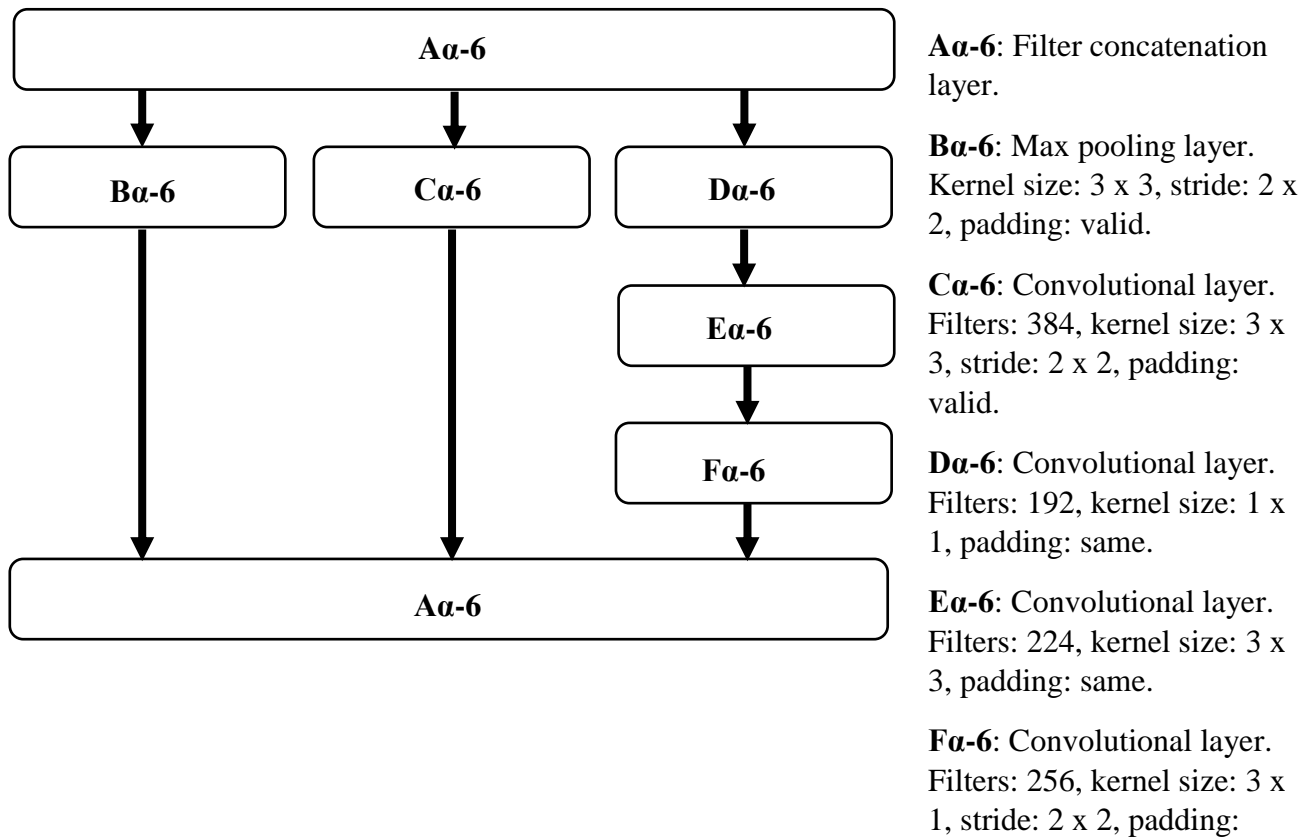 Aα-6
Bα-6
Cα-6
Dα-6
Eα-6
Fα-6
Aα-6
Aα-6: Filter concatenation
layer.
Bα-6: Max pooling layer.
Kernel size: 3 x 3, stride: 2 x
2, padding: valid.
Cα-6: Convolutional layer.
Filters: 384, kernel size: 3 x
3, stride: 2 x 2, padding:
valid.
Dα-6: Convolutional layer.
Filters: 192, kernel size: 1 x
1, padding: same.
Eα-6: Convolutional layer.
Filters: 224, kernel size: 3 x
3, padding: same.
Fα-6: Convolutional layer.
Filters: 256, kernel size: 3 x
1, stride: 2 x 2, padding: